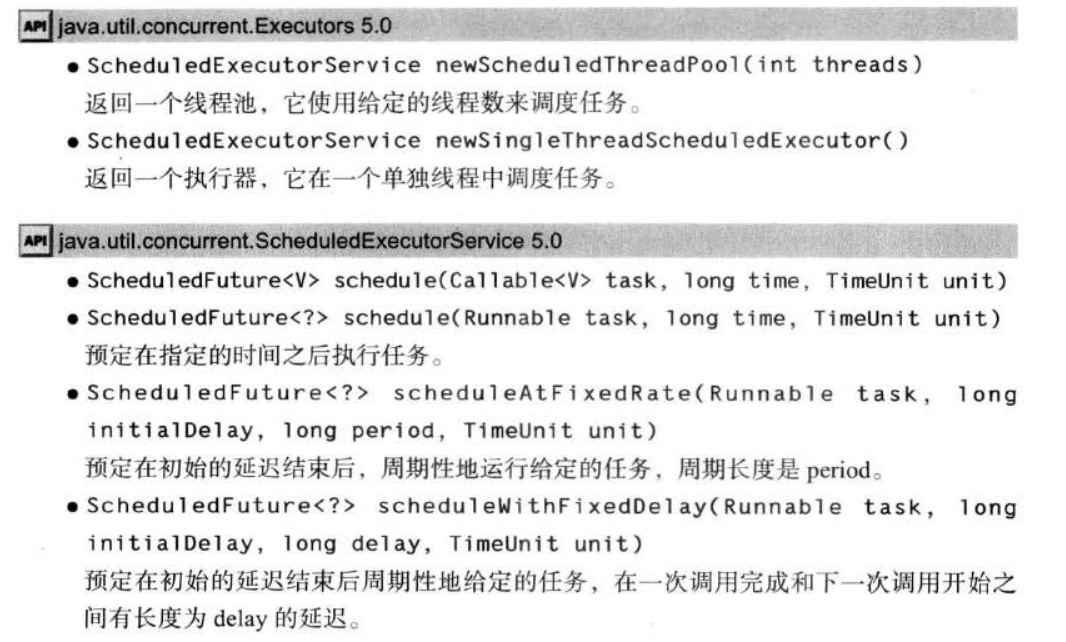 API java.util.concurrent.Executors 5.0
● ScheduledExecutorService newScheduledThreadPool(int threads)
返回一个线程池，它使用给定的线程数来调度任务。
● ScheduledExecutorService newSingleThreadScheduledExecutor()
返回一个执行器，它在一个单独线程中调度任务。
API java.util.concurrent.ScheduledExecutorService 5.0
● ScheduledFuture<V> schedule(Callable<V> task, long time, TimeUnit unit)
● ScheduledFuture<?> schedule(Runnable task, long time, TimeUnit unit)
预定在指定的时间之后执行任务。
● ScheduledFuture<?> scheduleAtFixedRate(Runnable task, long
initialDelay, long period, TimeUnit unit)
预定在初始的延迟结束后，周期性地运行给定的任务，周期长度是 period。
● ScheduledFuture<?> scheduleWithFixedDelay(Runnable task, long
initialDelay, long delay, TimeUnit unit)
预定在初始的延迟结束后周期性地给定的任务，在一次调用完成和下一次调用开始之
间有长度为 delay 的延迟。